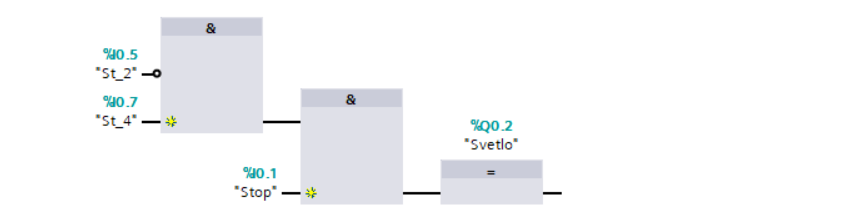 &
%I0.5
"St_2"
%I0.7
"St_4"
&
%Q0.2
"Svetlo"
=
%I0.1
"Stop"